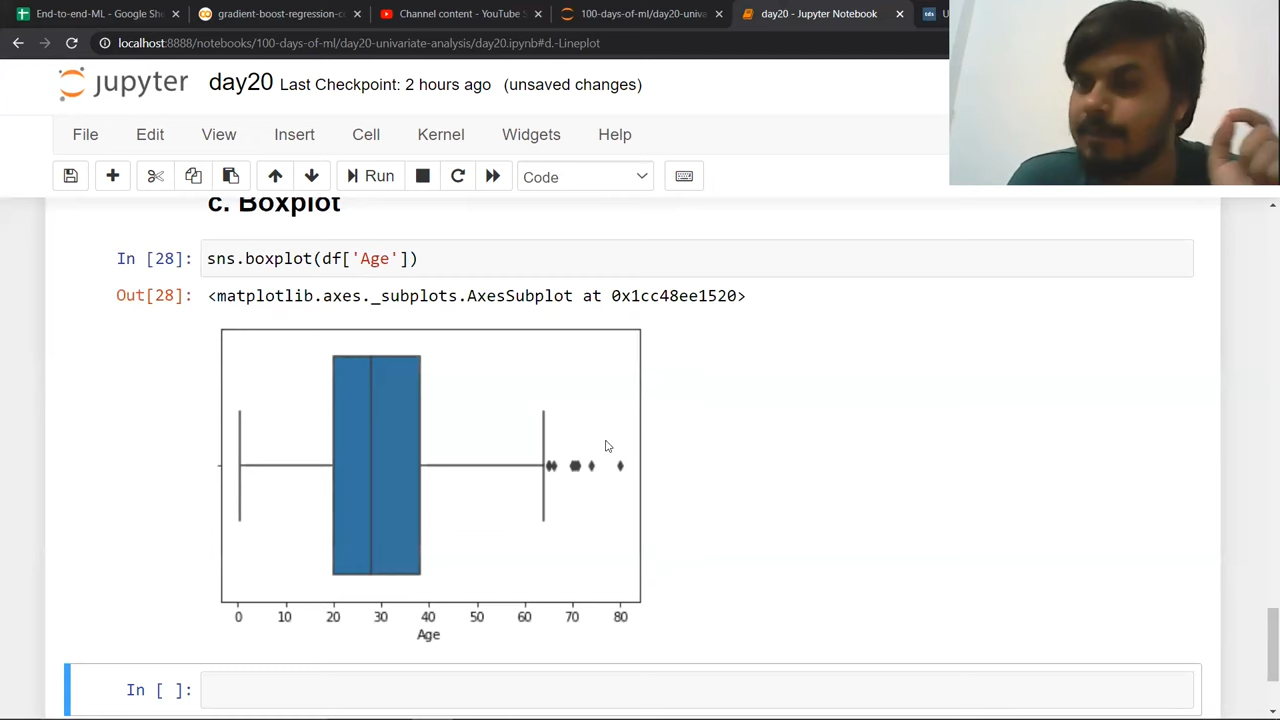 End-to-end-ML - Google She
gradient-boost-regression-co
Channel content - YouTube S
100-days-of-ml/day20-univa
day20 - Jupyter Notebook
localhost:8888/notebooks/100-days-of-ml/day20-univariate-analysis/day20.ipynb#d.-Lineplot
jupyter day20 Last Checkpoint: 2 hours ago (unsaved changes)
File Edit View Insert Cell Kernel Widgets Help
Run Code
c. Boxplot
In [28]: sns.boxplot(df['Age'])
Out[28]: <matplotlib.axes._subplots.AxesSubplot at 0x1cc48ee1520>
0 10 20 30 40 50 60 70 80
Age
In [ ]: